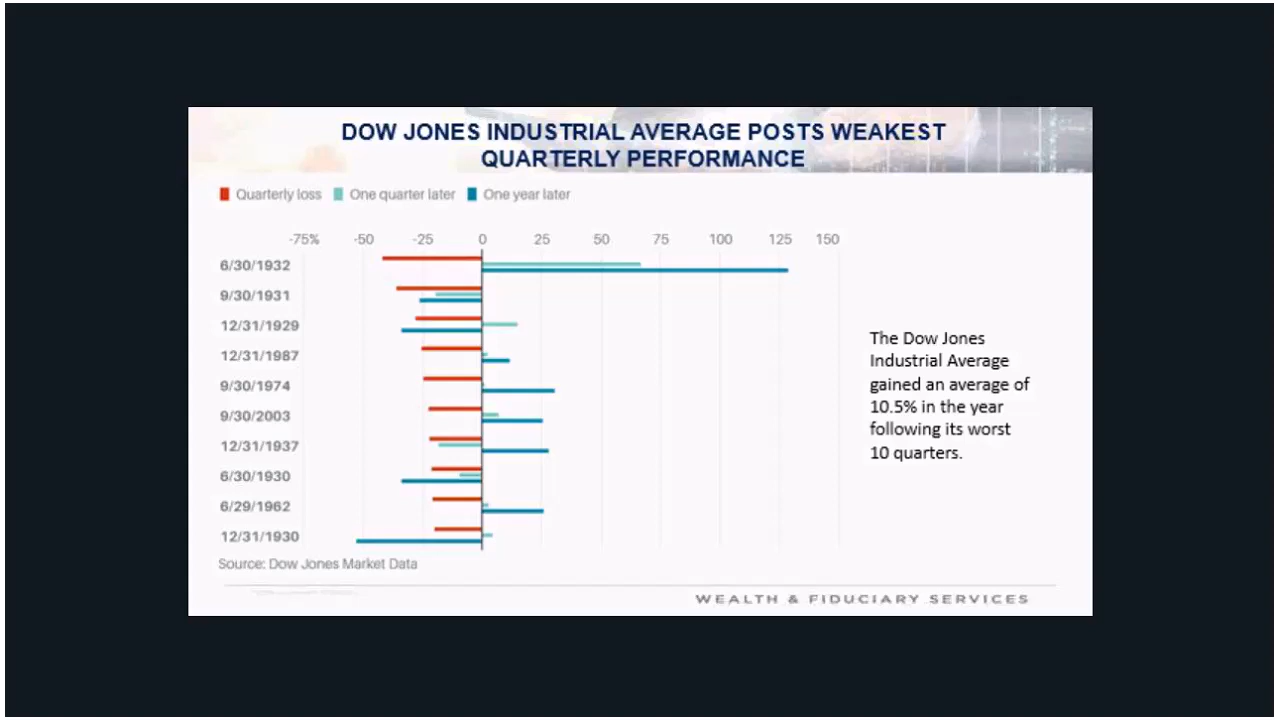 DOW JONES INDUSTRIAL AVERAGE POSTS WEAKEST
QUARTERLY PERFORMANCE
Quarterly loss One quarter later One year later
-75% -50 -25 0 25 50 75 100 125 150
6/30/1932
9/30/1931
12/31/1929
12/31/1987
9/30/1974
9/30/2003
12/31/1937
6/30/1930
6/29/1962
12/31/1930
The Dow Jones
Industrial Average
gained an average of
10.5% in the year
following its worst
10 quarters.
Source: Dow Jones Market Data
WEALTH & FIDUCIARY SERVICES